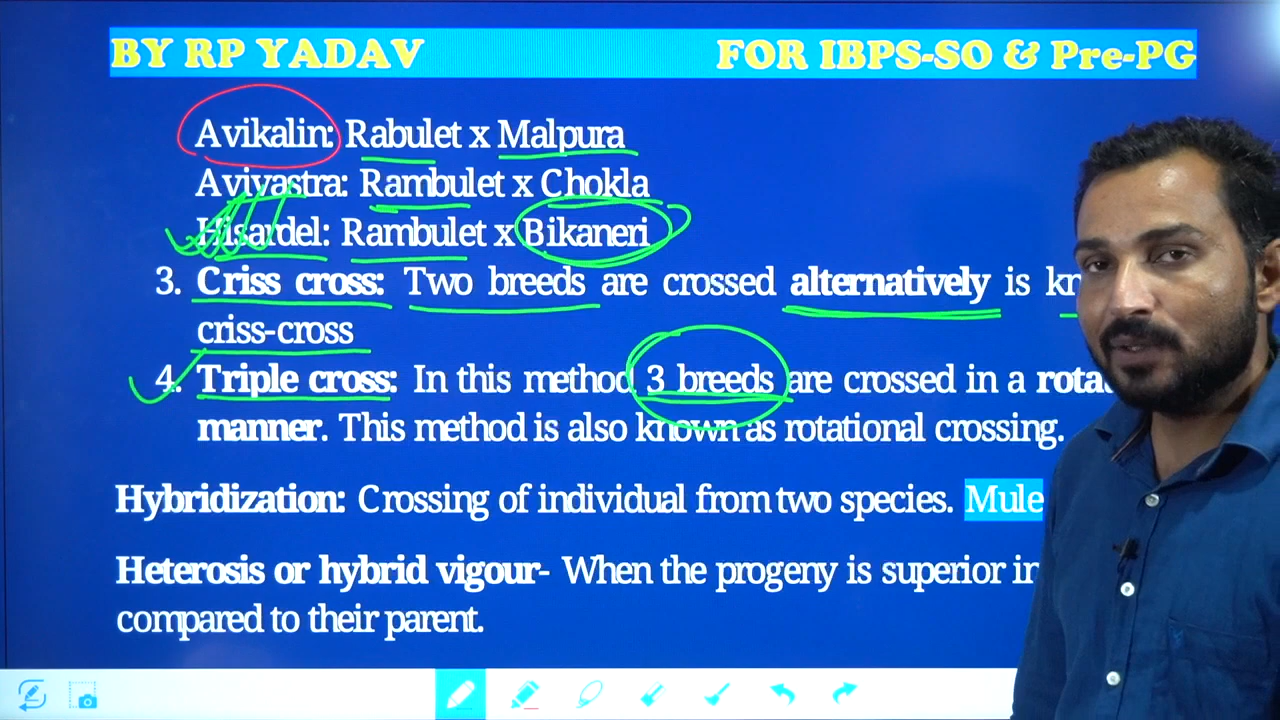 BY RP YADAV FOR IBPS-SO & Pre-PG
Avikalin: Rabulet x Malpura
Avivastra: Rambulet x Chokla
Hisardel: Rambulet x Bikaneri
3. Criss cross: Two breeds are crossed alternatively is
criss-cross
4. Triple cross: In this method 3 breeds are crossed in a
manner. This method is also known as rotational crossing.
Hybridization: Crossing of individual from two species. Mule
Heterosis or hybrid vigour- When the progeny is superior in
compared to their parent.